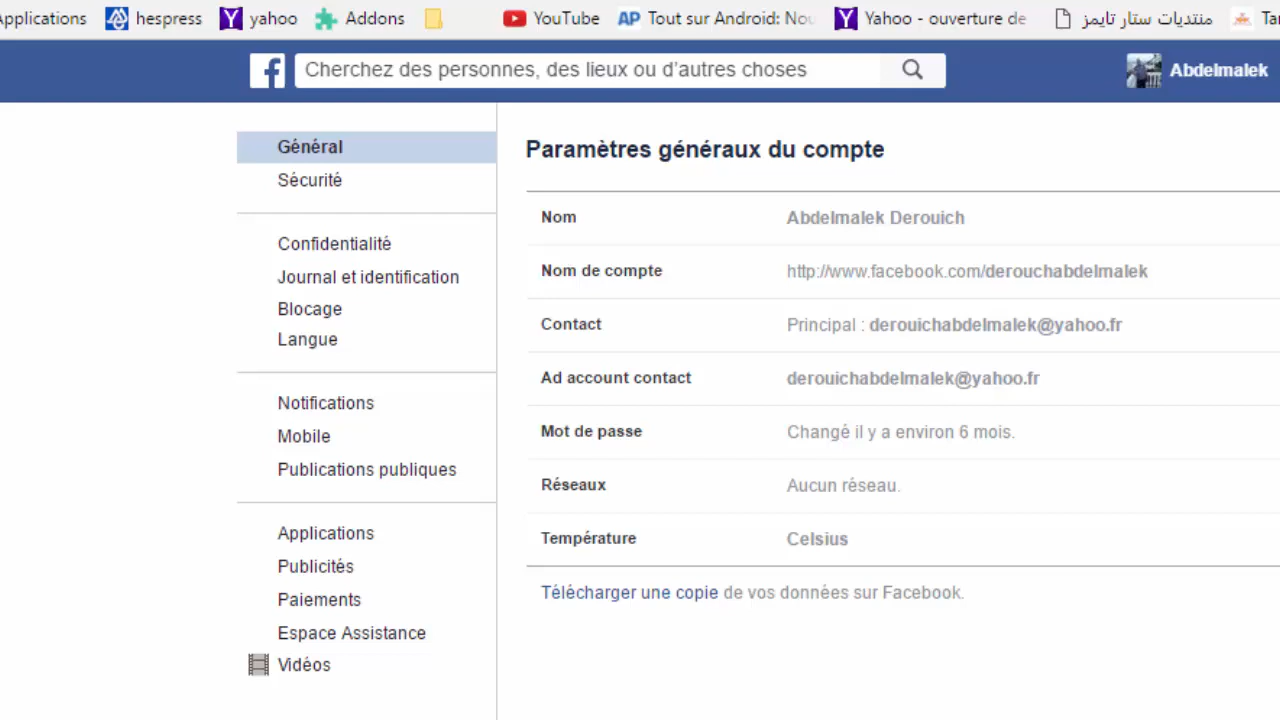 Applications hespress yahoo Addons YouTube Tout sur Android: Nou Yahoo - ouverture de منتديات ستار تايمز
Cherchez des personnes, des lieux ou d'autres choses Abdelmalek
Général
Sécurité
Confidentialité
Journal et identification
Blocage
Langue
Notifications
Mobile
Publications publiques
Applications
Publicités
Paiements
Espace Assistance
Vidéos
Paramètres généraux du compte
Nom Abdelmalek Derouich
Nom de compte http://www.facebook.com/derouchabdelmalek
Contact Principal : derouichabdelmalek@yahoo.fr
Ad account contact derouichabdelmalek@yahoo.fr
Mot de passe Changé il y a environ 6 mois.
Réseaux Aucun réseau.
Température Celsius
Télécharger une copie de vos données sur Facebook.